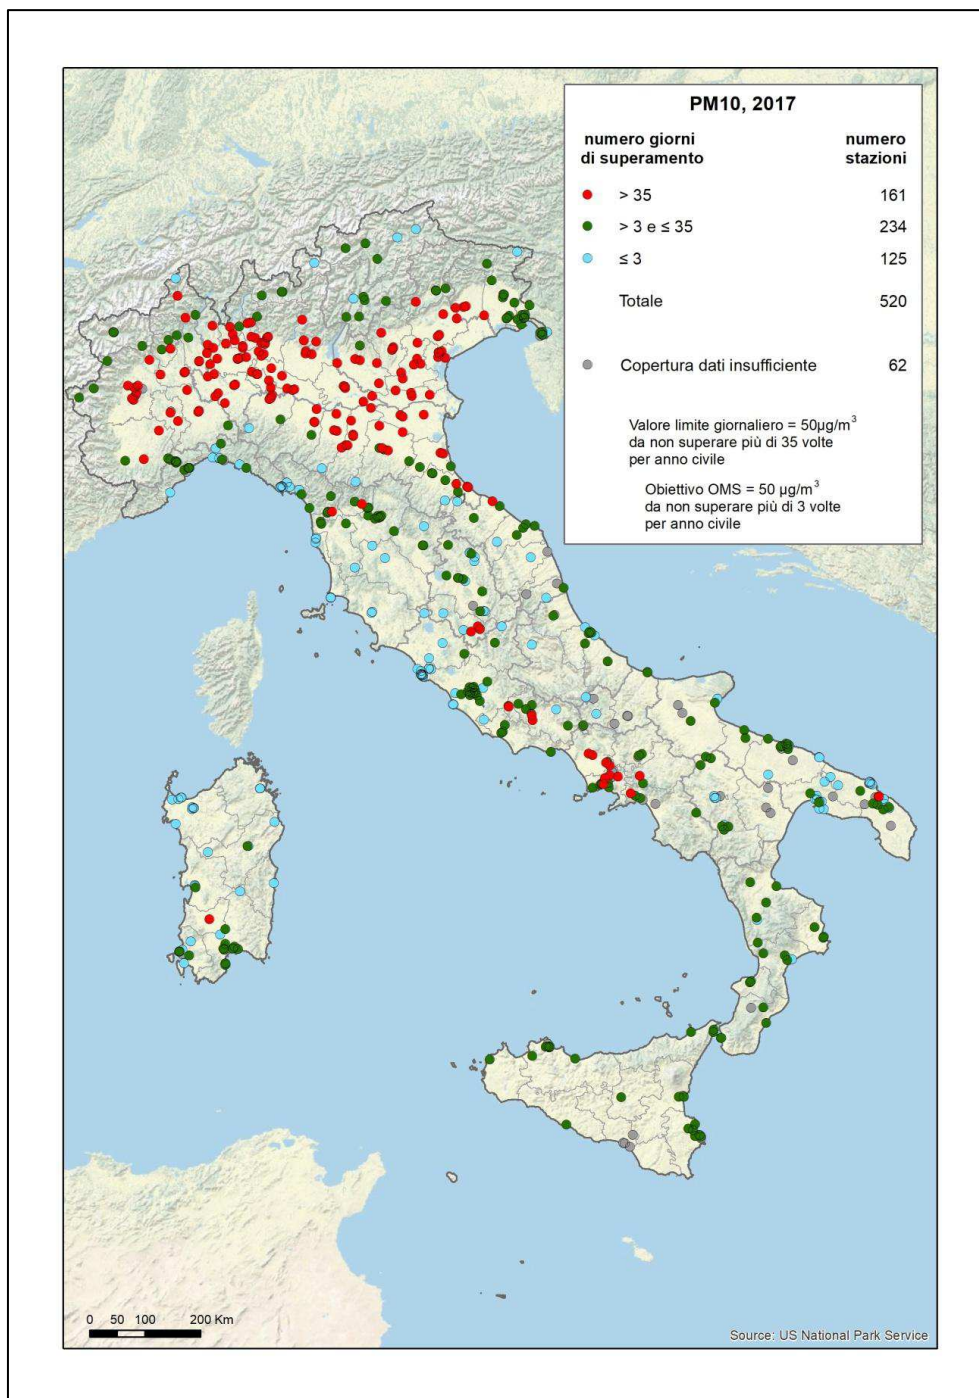 PM10, 2017
numero giorni di superamento
numero stazioni
> 35 161
> 3 e ≤ 35 234
≤ 3 125
Totale 520
Copertura dati insufficiente 62
Valore limite giornaliero = 50µg/m³
da non superare più di 35 volte
per anno civile
Obiettivo OMS = 50 µg/m³
da non superare più di 3 volte
per anno civile
0 50 100 200 Km
Source: US National Park Service